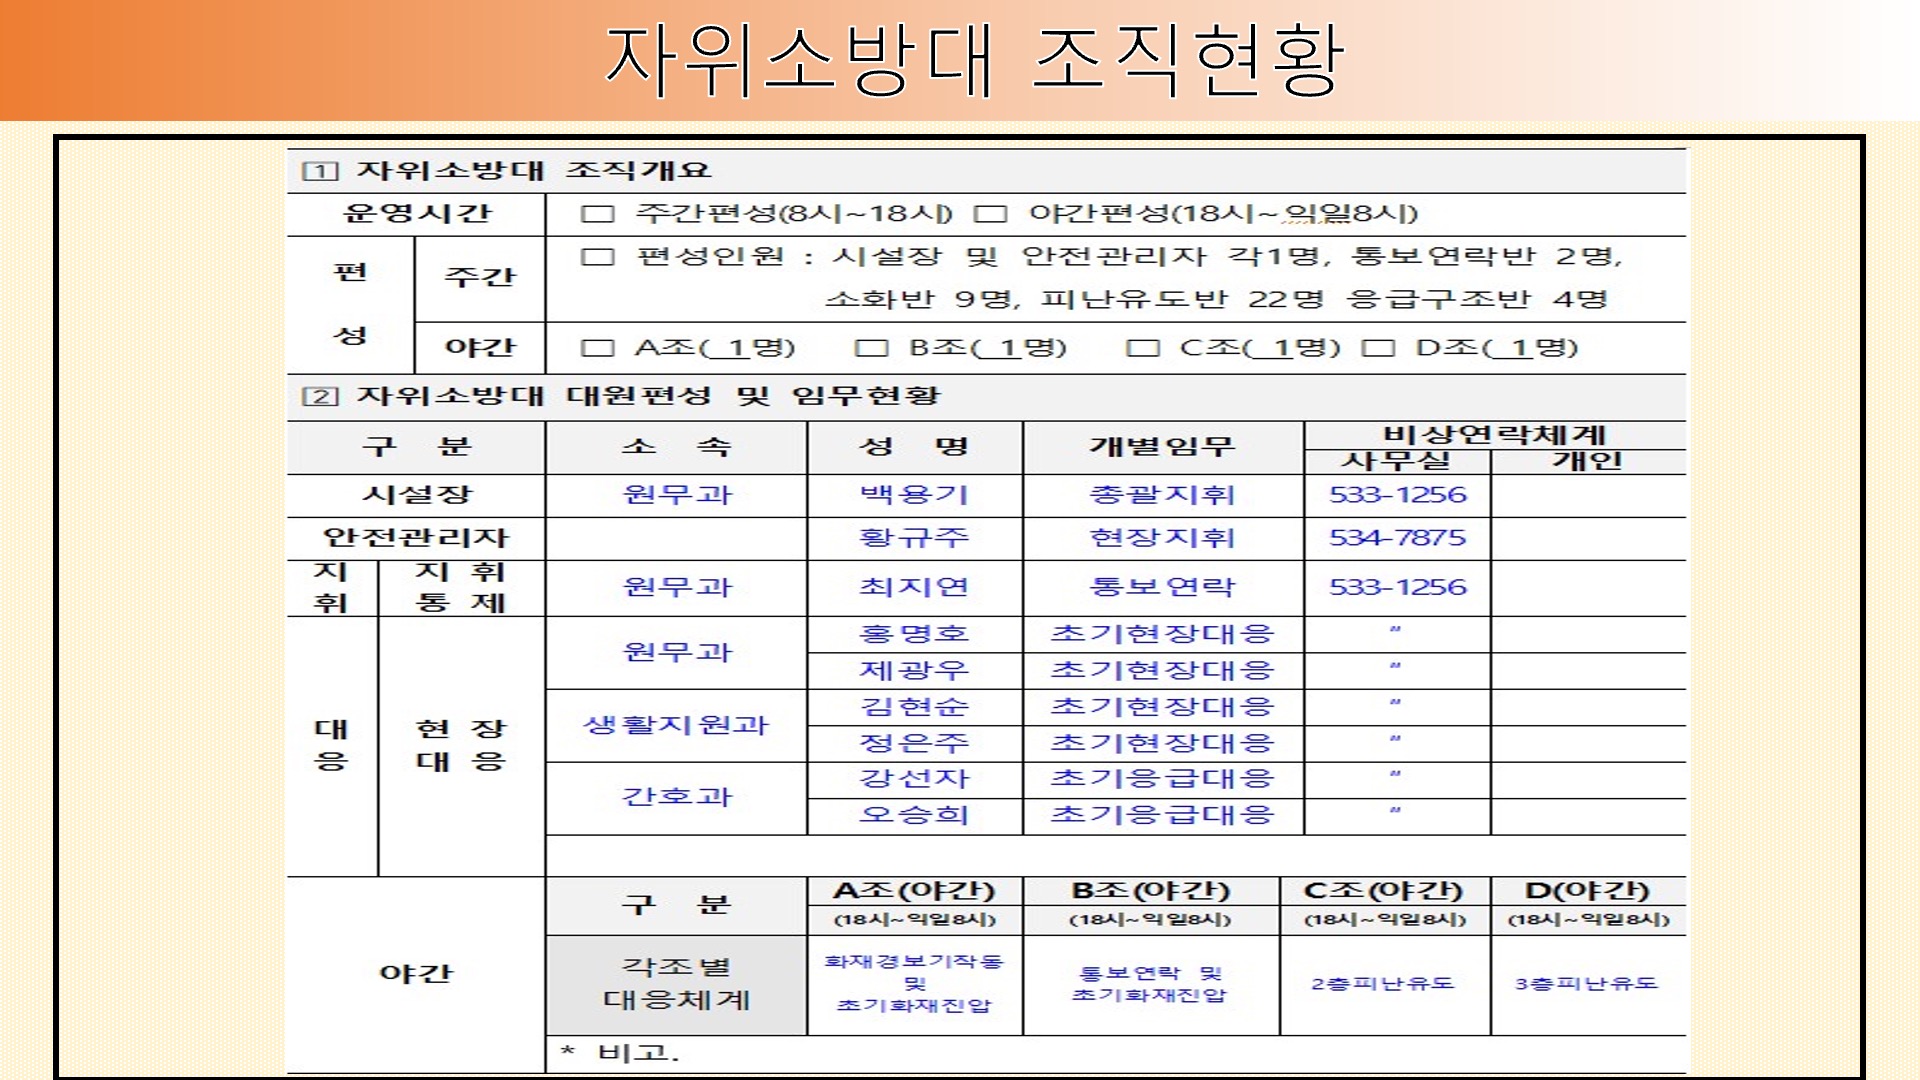 자위소방대 조직현황
1 자위소방대 조직개요
운영시간 □ 주간편성(8시~18시) □ 야간편성(18시~익일8시)
편성 주간 □ 편성인원 : 시설장 및 안전관리자 각1명, 통보연락반 2명,
소화반 9명, 피난유도반 22명 응급구조반 4명
야간 □ A조( 1명) □ B조( 1명) □ C조( 1명) □ D조( 1명)
2 자위소방대 대원편성 및 임무현황
구 분 소 속 성 명 개별임무 비상연락체계
사무실 개인
시설장 원무과 백용기 총괄지휘 533-1256
안전관리자 황규주 현장지휘 534-7875
지휘 지휘통제 원무과 최지연 통보연락 533-1256
대응 현장대응 원무과 홍명호 초기현장대응 〃
제광우 초기현장대응 〃
생활지원과 김현순 초기현장대응 〃
정은주 초기현장대응 〃
간호과 강선자 초기응급대응 〃
오승희 초기응급대응 〃
야간 구 분 A조(야간) B조(야간) C조(야간) D(야간)
(18시~익일8시) (18시~익일8시) (18시~익일8시) (18시~익일8시)
각조별 대응체계 화재경보기작동 및 초기화재진압 통보연락 및 초기화재진압 2층피난유도 3층피난유도
* 비고.